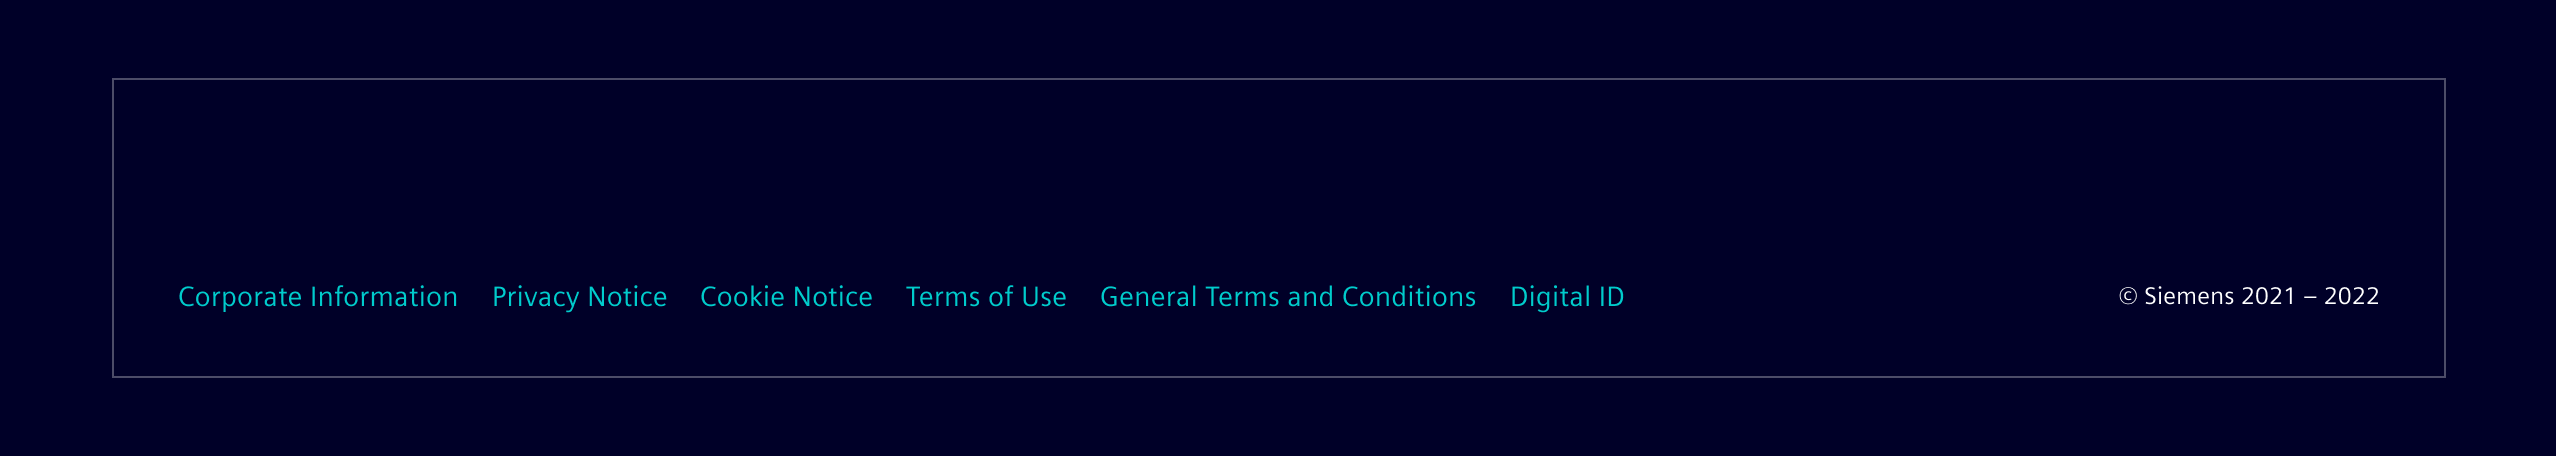 Corporate Information Privacy Notice Cookie Notice Terms of Use General Terms and Conditions Digital ID © Siemens 2021 – 2022